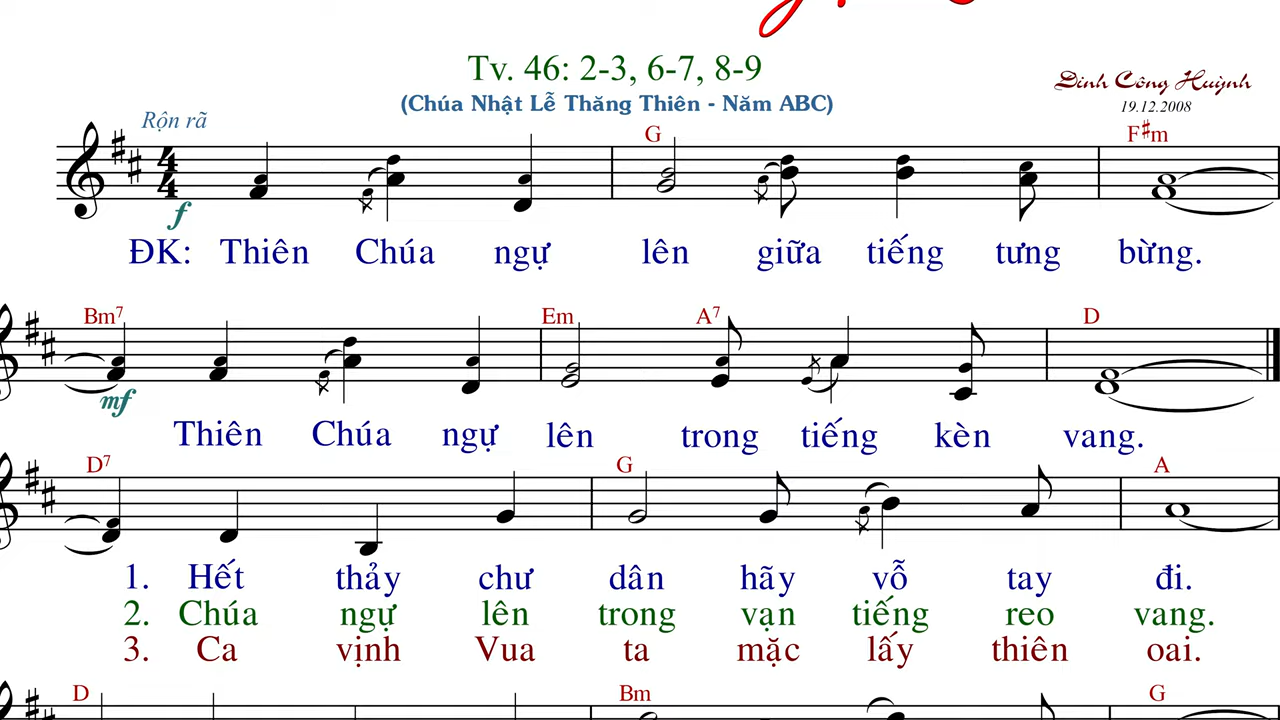 Tv. 46: 2-3, 6-7, 8-9
(Chúa Nhật Lễ Thăng Thiên - Năm ABC)
Đinh Công Huỳnh
19.12.2008
Rộn rã
G F#m
f
ĐK: Thiên Chúa ngự lên giữa tiếng tưng bừng.
Bm7 Em A7 D
mf
Thiên Chúa ngự lên trong tiếng kèn vang.
D7 G A
1. Hết thảy chư dân hãy vỗ tay đi.
2. Chúa ngự lên trong vạn tiếng reo vang.
3. Ca vịnh Vua ta mặc lấy thiên oai.
D Bm G